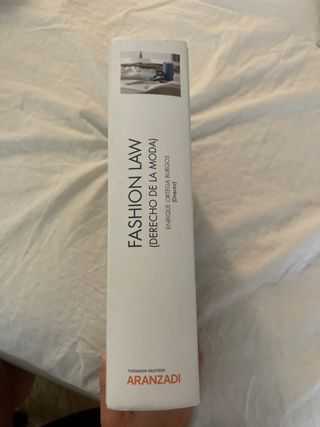 FASHION LAW
(DERECHO DE LA MODA)
ENRIQUE ORTEGA BURGOS
(Director)
THOMSON REUTERS
ARANZADI